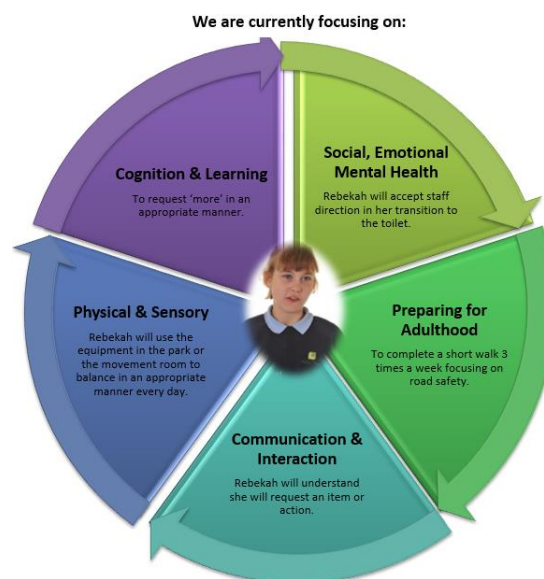 We are currently focusing on:
Cognition & Learning
To request 'more' in an
appropriate manner.
Social, Emotional
Mental Health
Rebekah will accept staff
direction in her transition to
the toilet.
Physical & Sensory
Rebekah will use the
equipment in the park or
the movement room to
balance in an appropriate
manner every day.
Preparing for
Adulthood
To complete a short walk 3
times a week focusing on
road safety.
Communication &
Interaction
Rebekah will understand
she will request an item or
action.